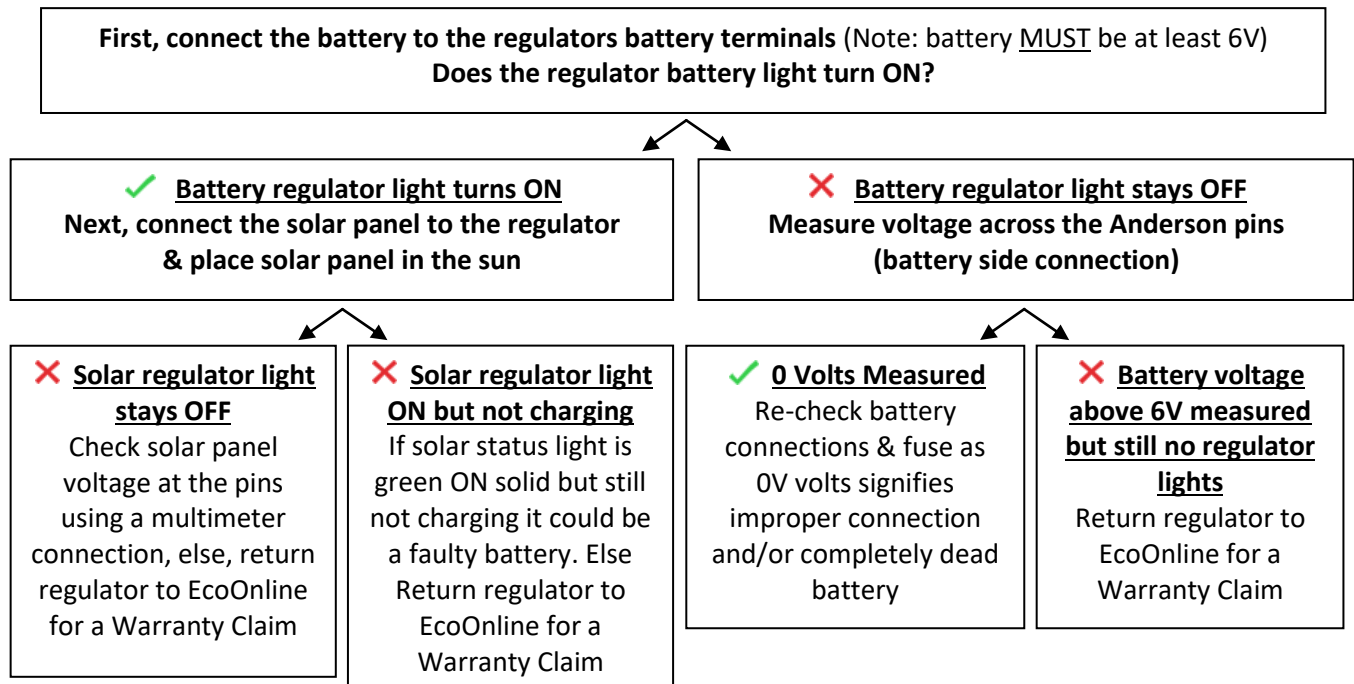 First, connect the battery to the regulators battery terminals (Note: battery MUST be at least 6V)
Does the regulator battery light turn ON?
Battery regulator light turns ON
Next, connect the solar panel to the regulator
& place solar panel in the sun
Battery regulator light stays OFF
Measure voltage across the Anderson pins
(battery side connection)
Solar regulator light
stays OFF
Check solar panel
voltage at the pins
using a multimeter
connection, else, return
regulator to EcoOnline
for a Warranty Claim
Solar regulator light
ON but not charging
If solar status light is
green ON solid but still
not charging it could be
a faulty battery. Else
Return regulator to
EcoOnline for a
Warranty Claim
0 Volts Measured
Re-check battery
connections & fuse as
0V volts signifies
improper connection
and/or completely dead
battery
Battery voltage
above 6V measured
but still no regulator
lights
Return regulator to
EcoOnline for a
Warranty Claim